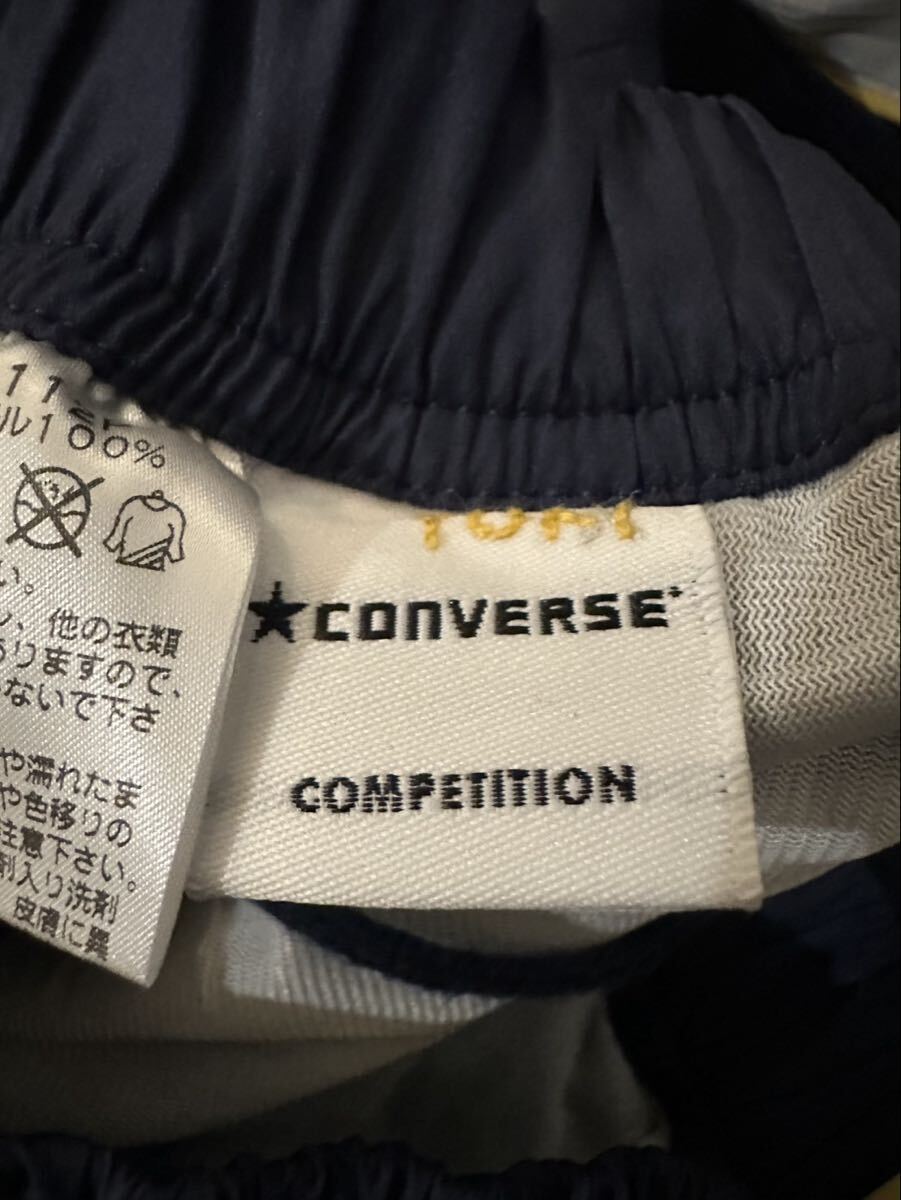 ル100%
い。
ン、他の衣類
ありますので、
ないで下さ
や濡れたま
や色移りの
注意下さい。
剤入り洗剤
皮膚に異
★CONVERSE
COMPETITION